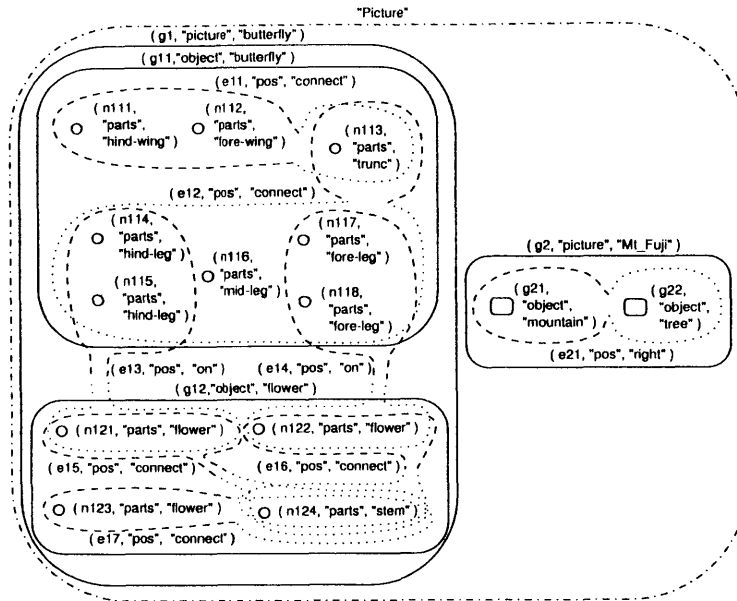 "Picture"
( g1, "picture", "butterfly" )
( g11,"object", "butterfly" )
( e11, "pos", "connect" )
( n111,
"parts",
"hind-wing" )
( n112,
"parts",
"fore-wing" )
( n113,
"parts",
"trunc" )
( e12, "pos", "connect" )
( n114,
"parts",
"hind-leg" )
( n115,
"parts",
"hind-leg" )
( n116,
"parts",
"mid-leg" )
( n117,
"parts",
"fore-leg" )
( n118,
"parts",
"fore-leg" )
( g2, "picture", "Mt_Fuji" )
( g21,
"object",
"mountain" )
( g22,
"object",
"tree" )
( e21, "pos", "right" )
( e13, "pos", "on" )
( e14, "pos", "on" )
( g12,"object", "flower" )
( n121, "parts", "flower" )
( n122, "parts", "flower" )
( e15, "pos", "connect" )
( e16, "pos", "connect" )
( n123, "parts", "flower" )
( n124, "parts", "stem" )
( e17, "pos", "connect" )